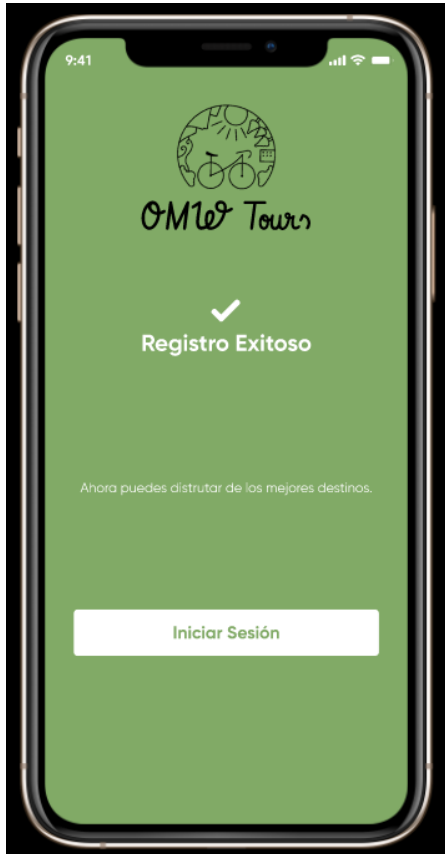 9:41
OMW Tours
Registro Exitoso
Ahora puedes distrutar de los mejores destinos.
Iniciar Sesión